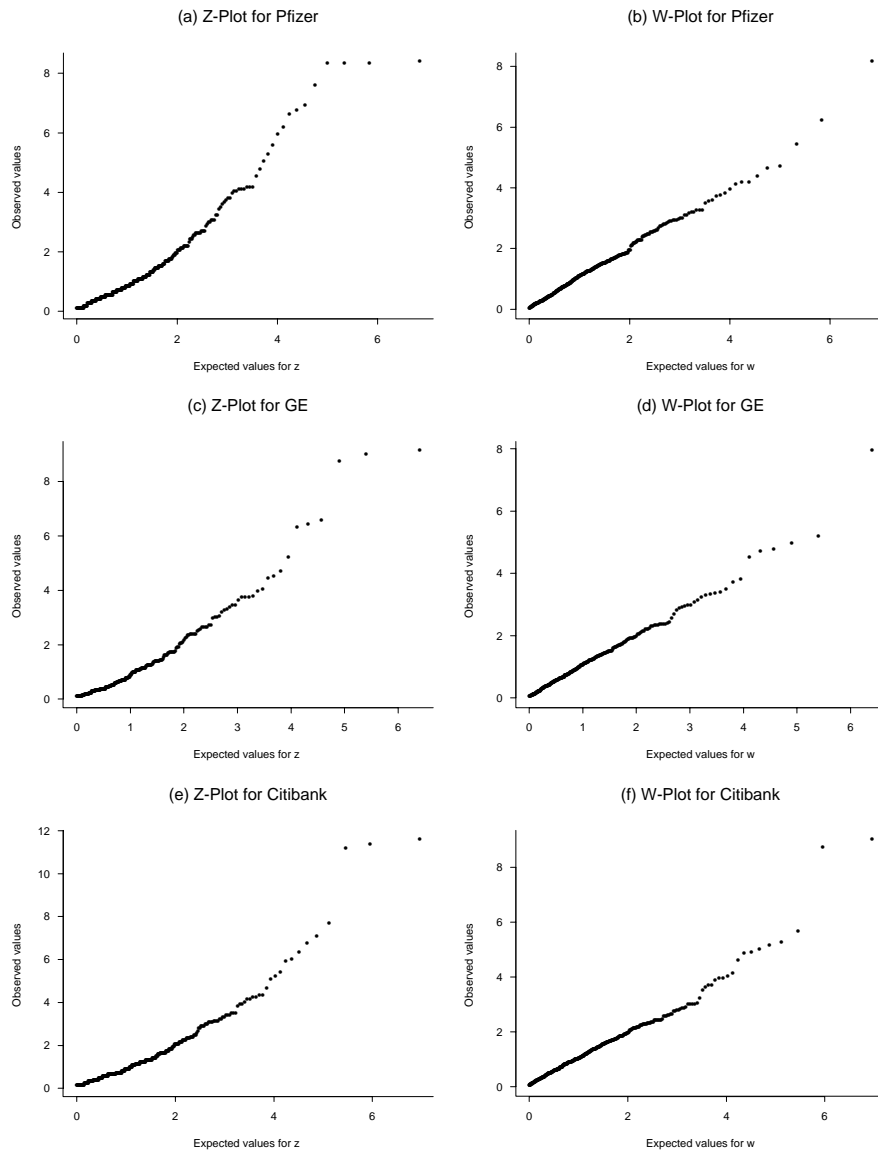 (a) Z-Plot for Pfizer
Observed values
8
6
4
2
0
0 2 4 6
Expected values for z
(b) W-Plot for Pfizer
Observed values
8
6
4
2
0
0 2 4 6
Expected values for w
(c) Z-Plot for GE
Observed values
8
6
4
2
0
0 1 2 3 4 5 6
Expected values for z
(d) W-Plot for GE
Observed values
8
6
4
2
0
0 1 2 3 4 5 6
Expected values for w
(e) Z-Plot for Citibank
Observed values
12
10
8
6
4
2
0
0 2 4 6
Expected values for z
(f) W-Plot for Citibank
Observed values
8
6
4
2
0
0 2 4 6
Expected values for w